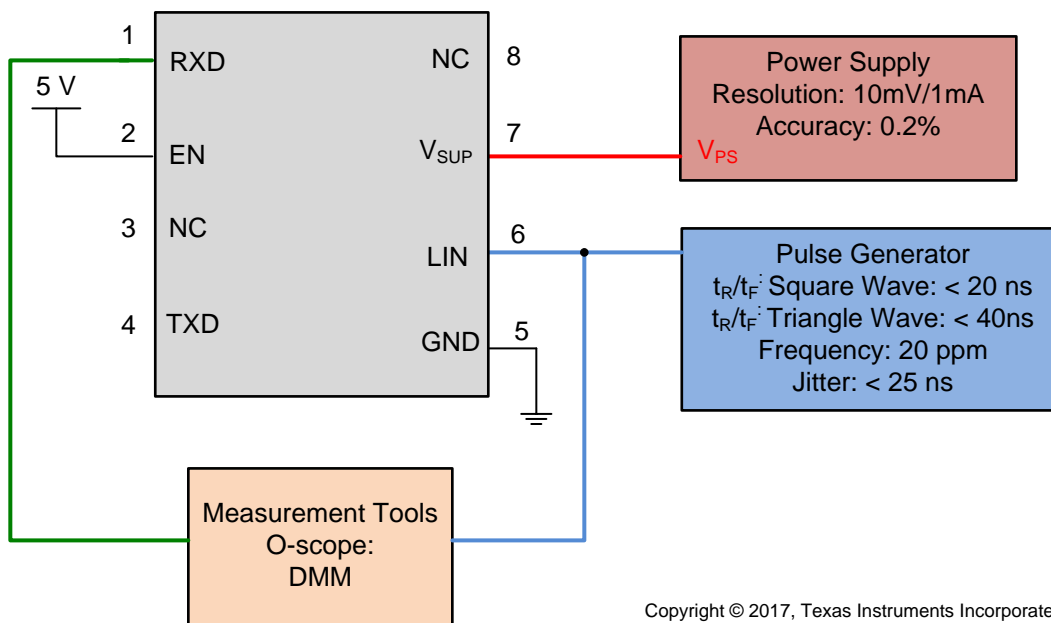 1
RXD
5 V
2
EN
3
NC
4
TXD
NC
8
7
VSUP
6
LIN
5
GND
Power Supply
Resolution: 10mV/1mA
Accuracy: 0.2%
VPS
Pulse Generator
tR/tF: Square Wave: < 20 ns
tR/tF: Triangle Wave: < 40ns
Frequency: 20 ppm
Jitter: < 25 ns
Measurement Tools
O-scope:
DMM
Copyright © 2017, Texas Instruments Incorporate